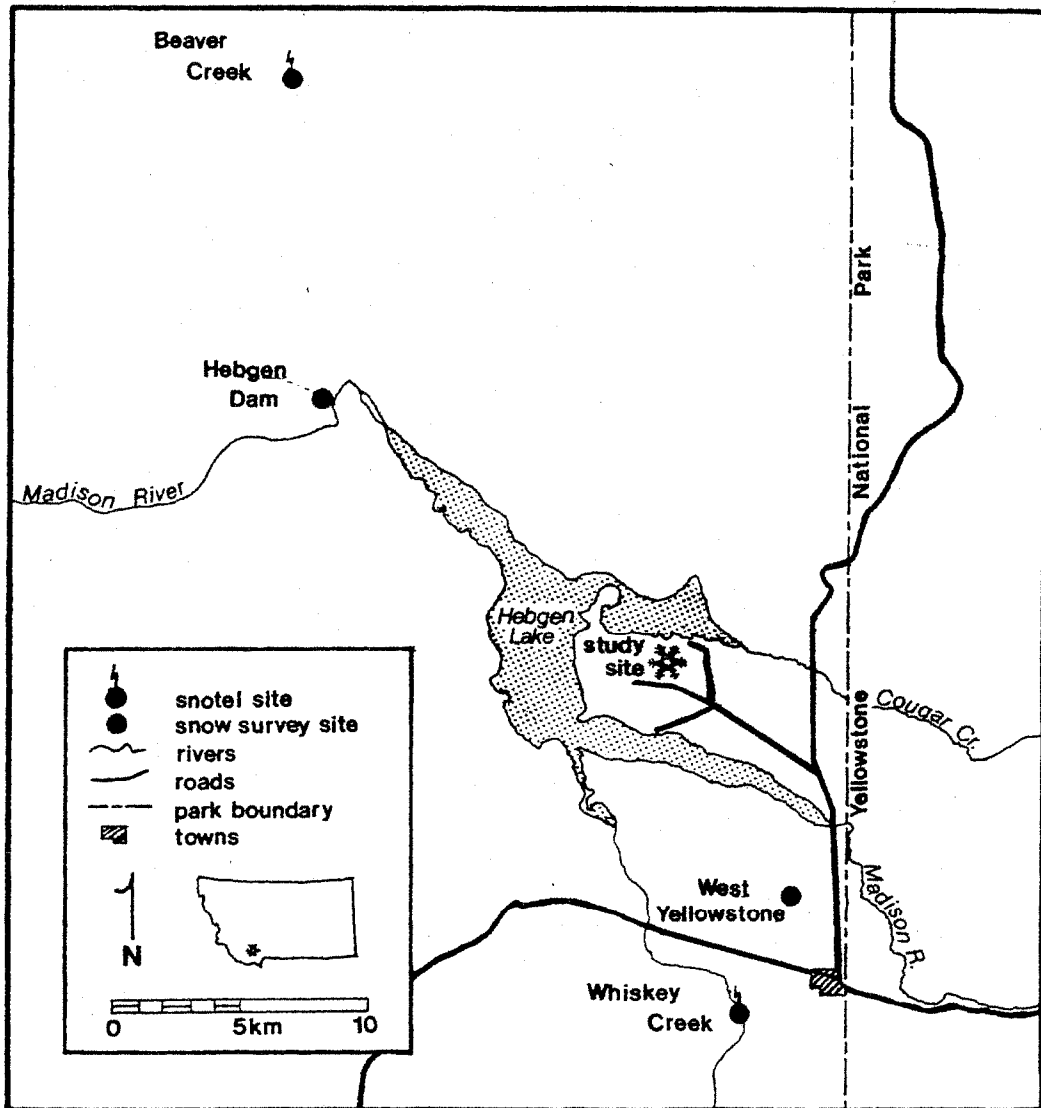 Beaver
Creek
Hebgen
Dam
Madison River
Park
National
Yellowstone
Hebgen
Lake
study
site
Cougar Cr.
snotel site
snow survey site
rivers
roads
park boundary
towns
N
0 5km 10
West
Yellowstone
Madison R.
Whiskey
Creek